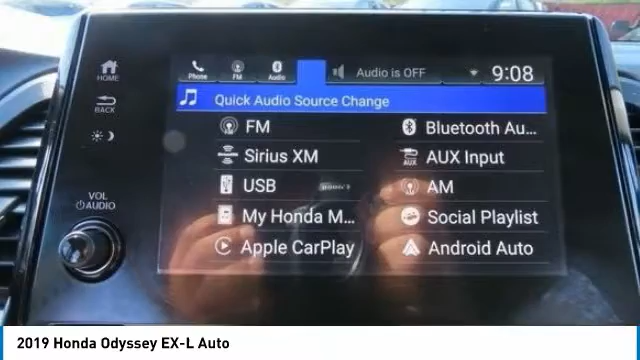 HOME
BACK
VOL
AUDIO
Phone
FM
Audio
Audio is OFF
9:08
Quick Audio Source Change
FM
Bluetooth Au...
Sirius XM
AUX Input
USB
AM
My Honda M...
Social Playlist
Apple CarPlay
Android Auto
2019 Honda Odyssey EX-L Auto